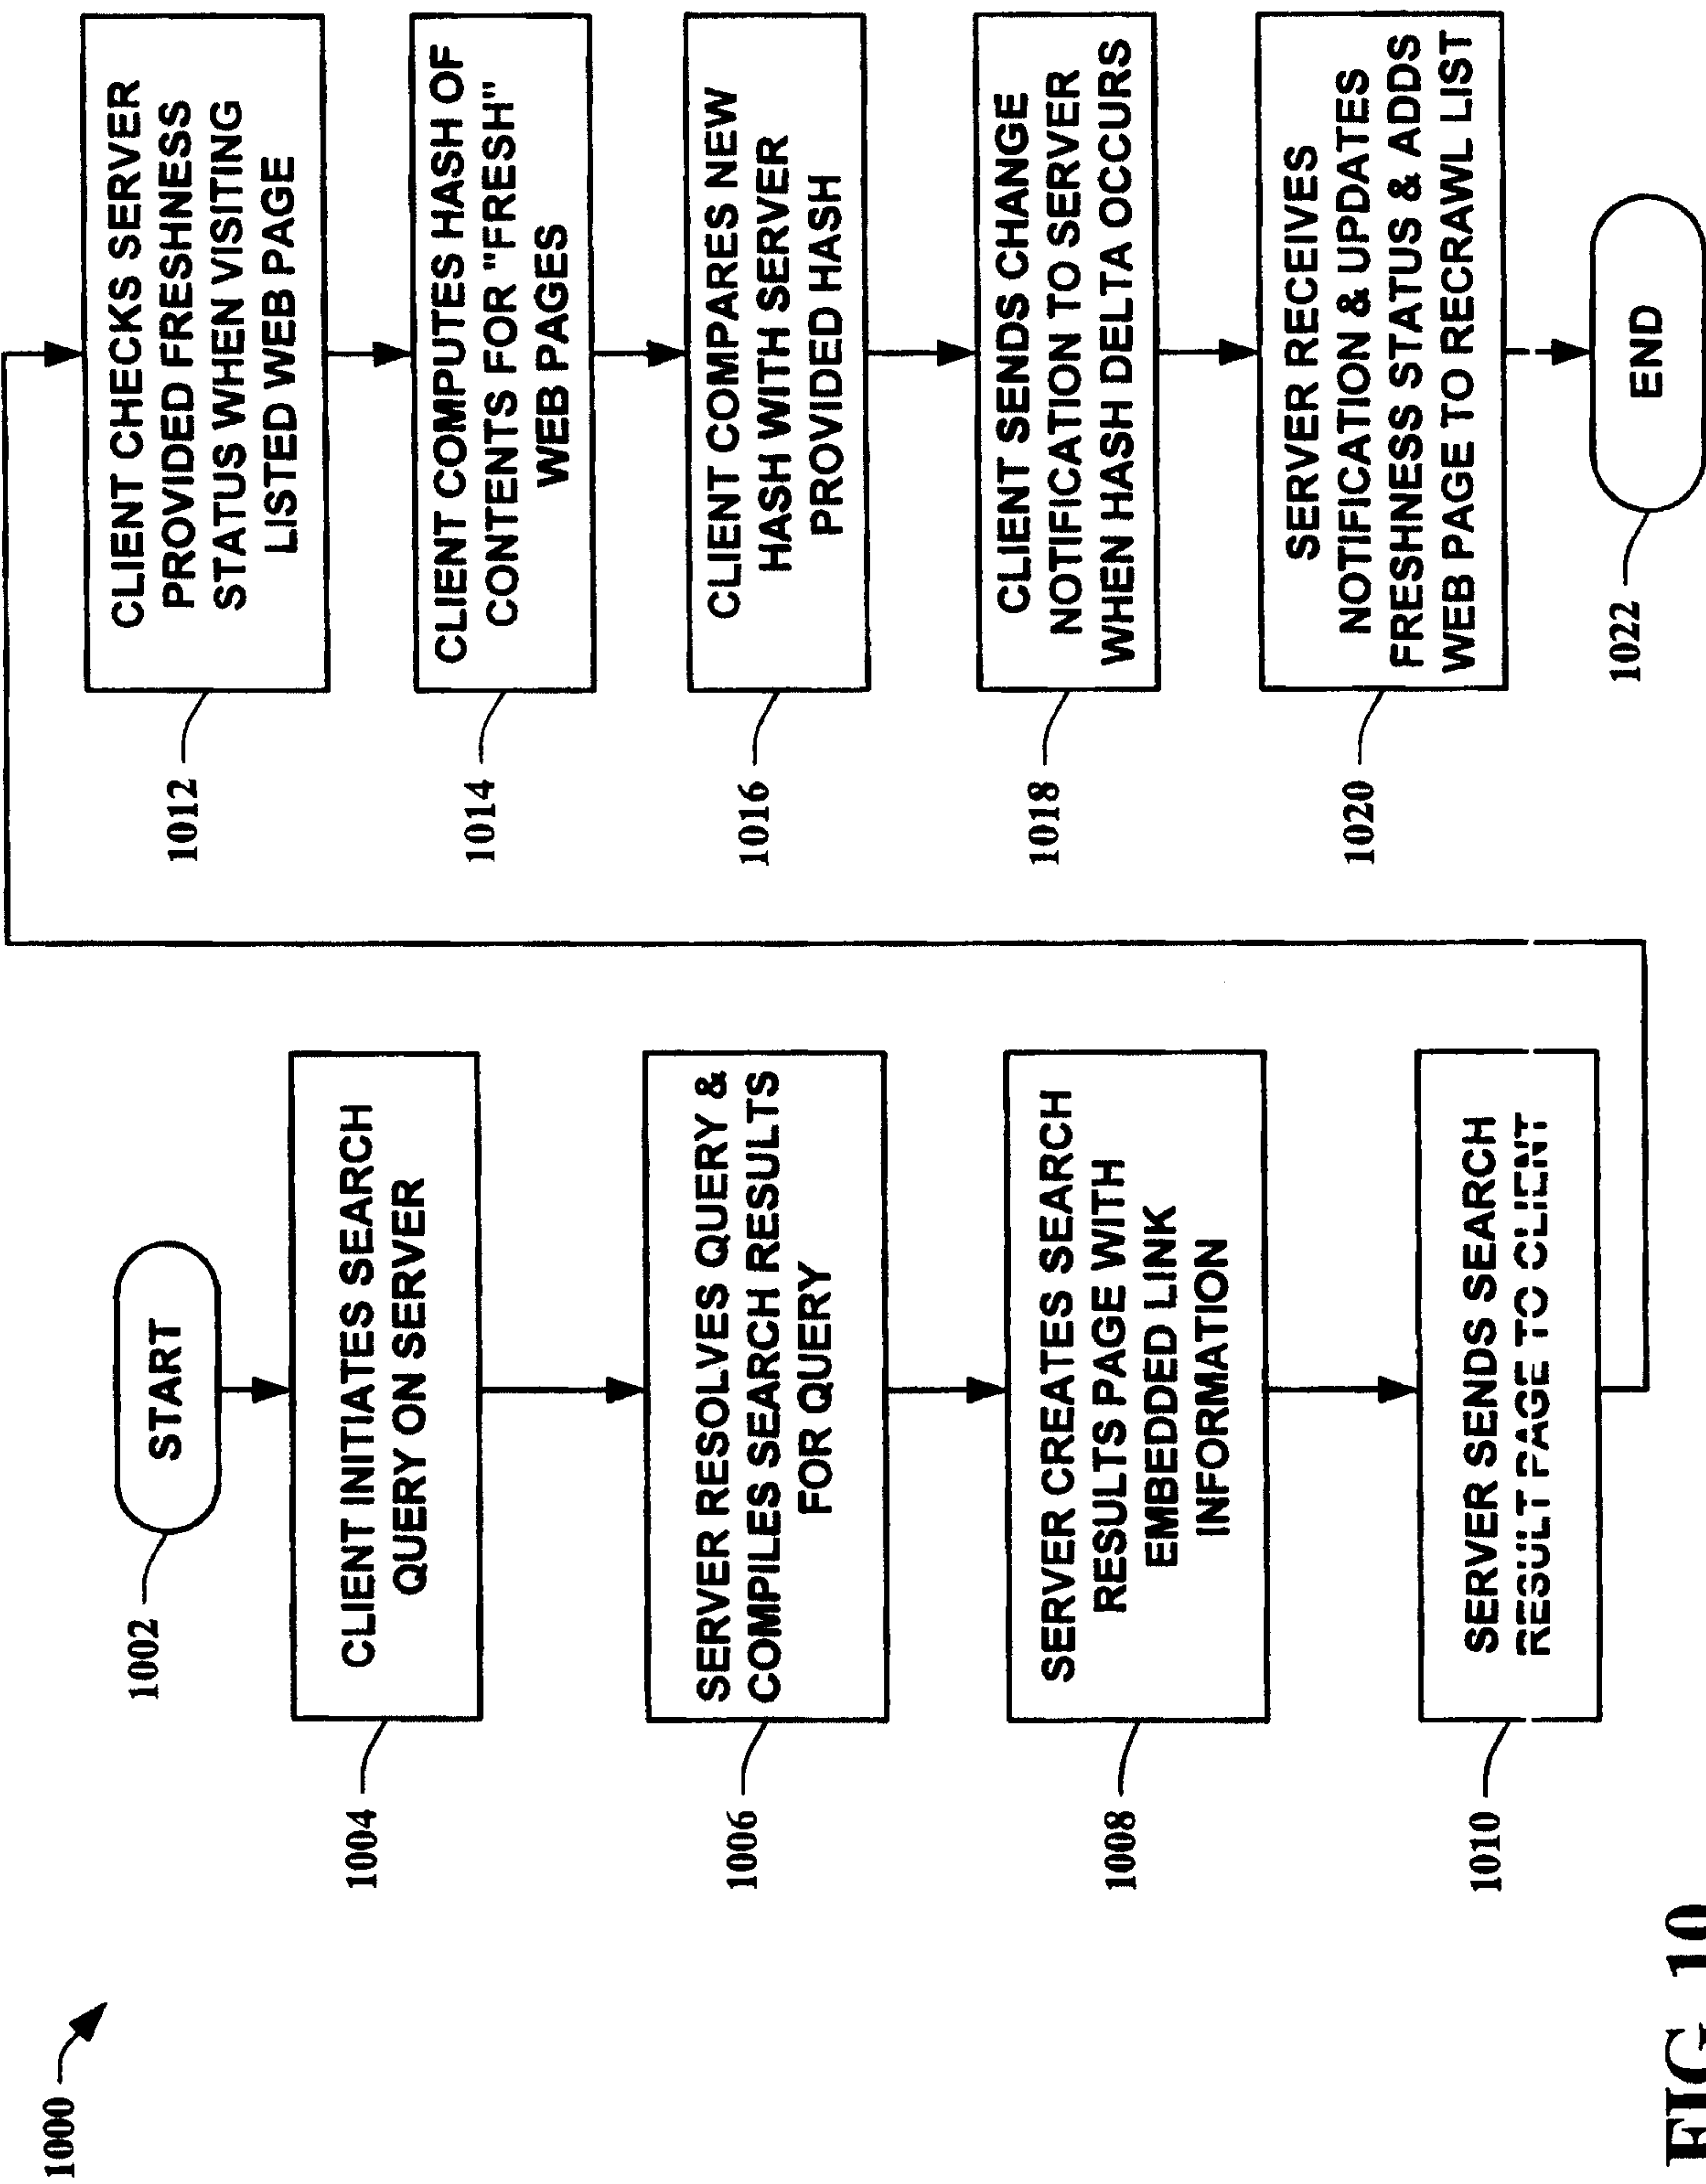 1000
START
1002
CLIENT INITIATES SEARCH
QUERY ON SERVER
1004
SERVER RESOLVES QUERY &
COMPILES SEARCH RESULTS
FOR QUERY
1006
SERVER CREATES SEARCH
RESULTS PAGE WITH
EMBEDDED LINK
INFORMATION
1008
SERVER SENDS SEARCH
RESULT PAGE TO CLIENT
1010
CLIENT CHECKS SERVER
PROVIDED FRESHNESS
STATUS WHEN VISITING
LISTED WEB PAGE
1012
CLIENT COMPUTES HASH OF
CONTENTS FOR "FRESH"
WEB PAGES
1014
CLIENT COMPARES NEW
HASH WITH SERVER
PROVIDED HASH
1016
CLIENT SENDS CHANGE
NOTIFICATION TO SERVER
WHEN HASH DELTA OCCURS
1018
SERVER RECEIVES
NOTIFICATION & UPDATES
FRESHNESS STATUS & ADDS
WEB PAGE TO RECRAWL LIST
1020
END
1022
FIG. 10